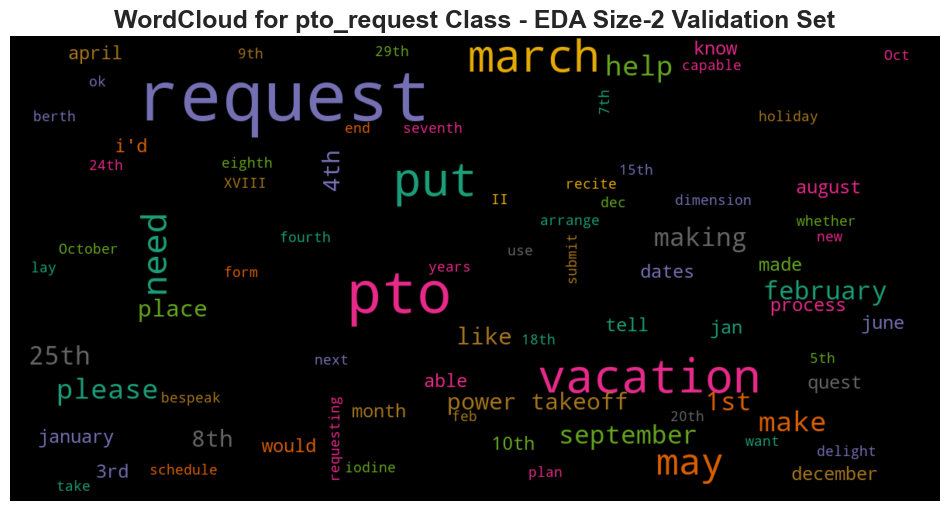 WordCloud for pto_request Class - EDA Size-2 Validation Set
april
9th
29th
march
help
know
capable
Oct
ok
request
7th
berth
holiday
i'd
end
seventh
24th
eighth
XVIII
4th
put
II
recite
15th
dec
dimension
august
need
October
fourth
arrange
use
submit
making
whether
new
lay
form
years
pto
dates
made
february
process
place
like
18th
tell
jan
june
25th
next
able
vacation
5th
quest
please
bespeak
month
power
takeoff
feb
1st
20th
make
january
8th
would
requesting
10th
september
want
delight
3rd
schedule
iodine
plan
may
december
take